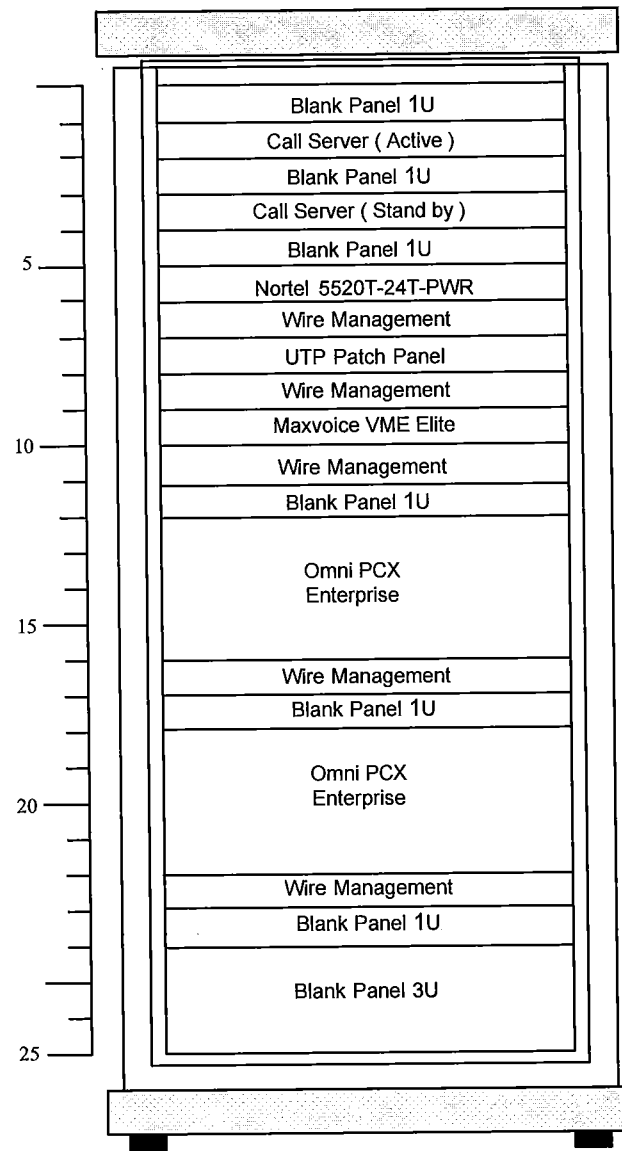 Blank Panel 1U
Call Server ( Active )
Blank Panel 1U
Call Server ( Stand by )
Blank Panel 1U
5
Nortel 5520T-24T-PWR
Wire Management
UTP Patch Panel
Wire Management
Maxvoice VME Elite
10
Wire Management
Blank Panel 1U
Omni PCX
Enterprise
15
Wire Management
Blank Panel 1U
Omni PCX
Enterprise
20
Wire Management
Blank Panel 1U
Blank Panel 3U
25